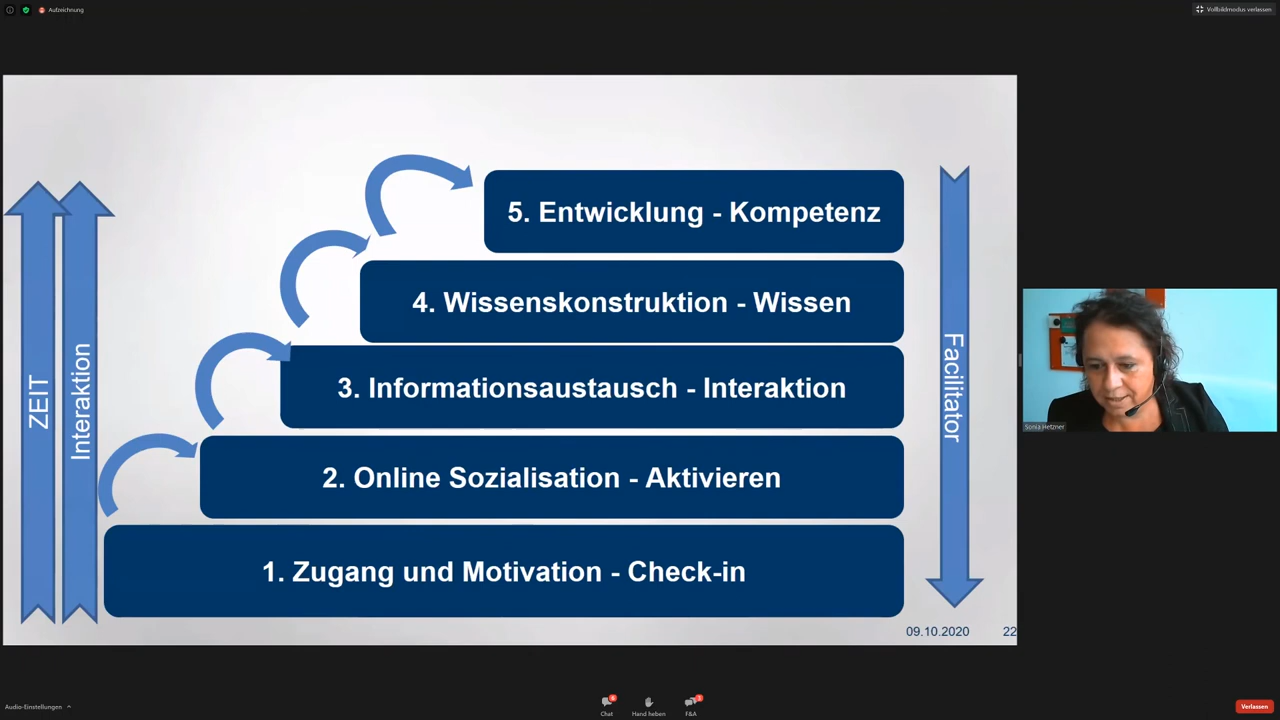 Aufzeichnung
Vollbildmodus verlassen
5. Entwicklung - Kompetenz
4. Wissenskonstruktion - Wissen
3. Informationsaustausch - Interaktion
2. Online Sozialisation - Aktivieren
1. Zugang und Motivation - Check-in
ZEIT
Interaktion
Facilitator
09.10.2020
22
Sonia Hetzner
Audio-Einstellungen
Chat
Hand heben
F&A
Verlassen